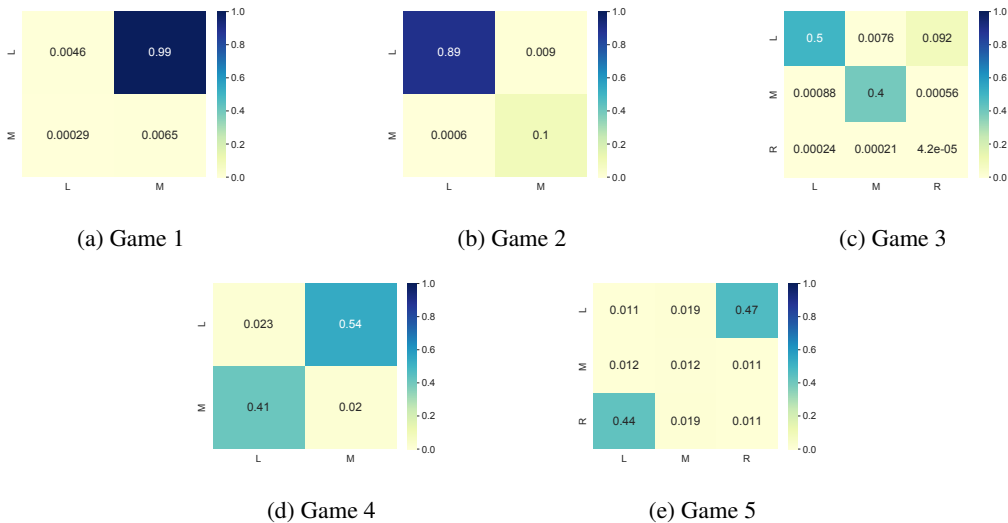 L 0.0046 0.99
M 0.00029 0.0065
L M
1.0
0.8
0.6
0.4
0.2
0.0
(a) Game 1
L 0.89 0.009
M 0.0006 0.1
L M
1.0
0.8
0.6
0.4
0.2
0.0
(b) Game 2
L 0.5 0.0076 0.092
M 0.00088 0.4 0.00056
R 0.00024 0.00021 4.2e-05
L M R
1.0
0.8
0.6
0.4
0.2
0.0
(c) Game 3
L 0.023 0.54
M 0.41 0.02
L M
1.0
0.8
0.6
0.4
0.2
0.0
(d) Game 4
L 0.011 0.019 0.47
M 0.012 0.012 0.011
R 0.44 0.019 0.011
L M R
1.0
0.8
0.6
0.4
0.2
0.0
(e) Game 5